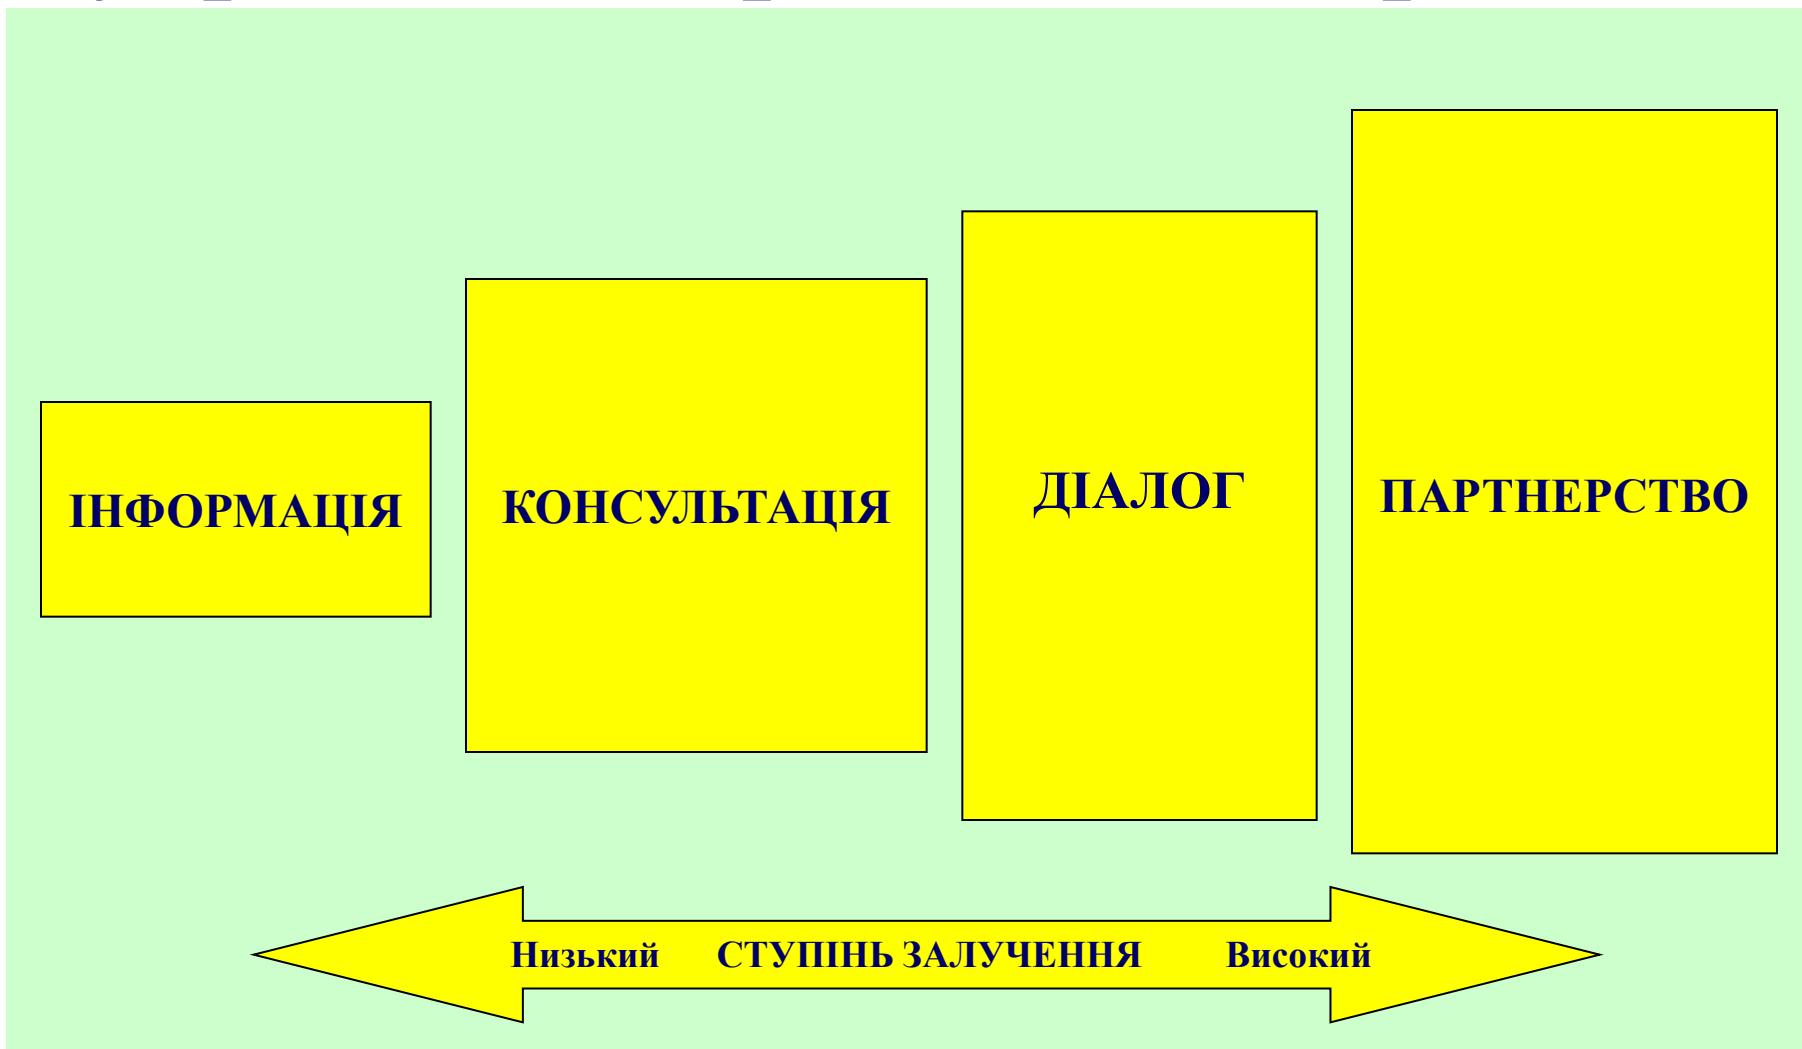 ІНФОРМАЦІЯ
КОНСУЛЬТАЦІЯ
ДІАЛОГ
ПАРТНЕРСТВО
Низький СТУПІНЬ ЗАЛУЧЕННЯ Високий